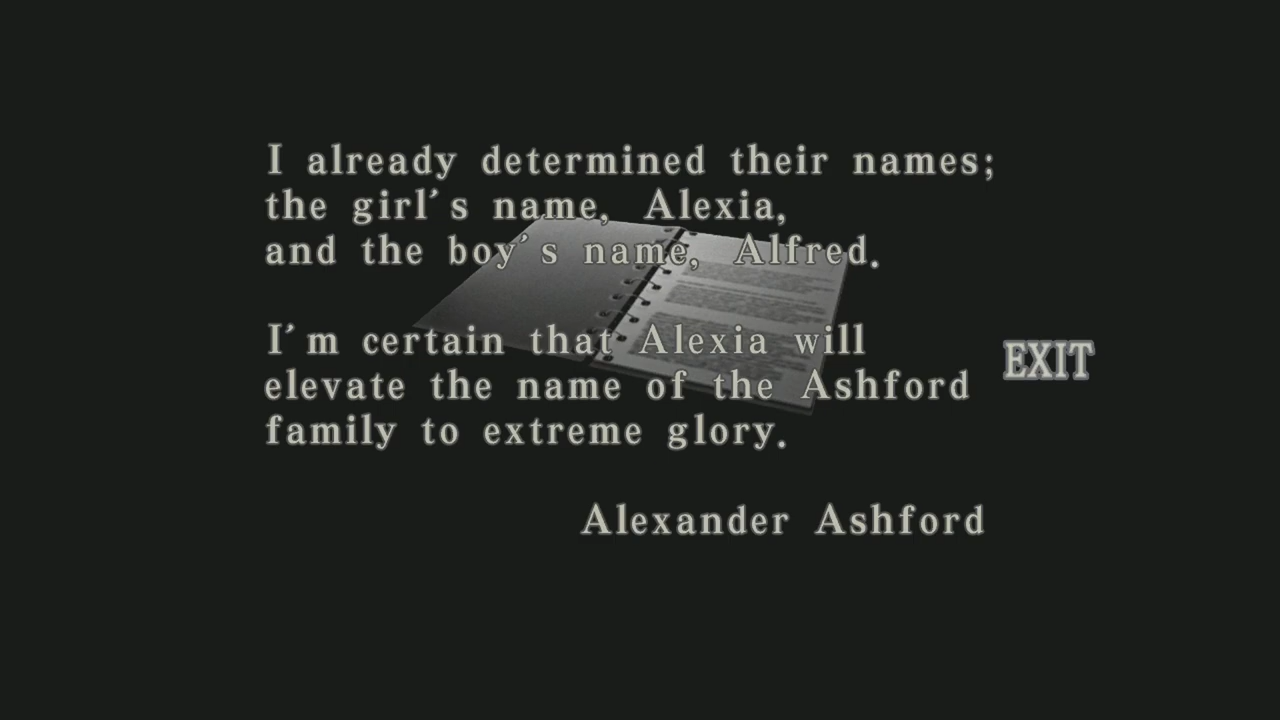 I already determined their names;
the girl's name, Alexia,
and the boy's name, Alfred.
I'm certain that Alexia will
elevate the name of the Ashford
family to extreme glory.
Alexander Ashford
EXIT